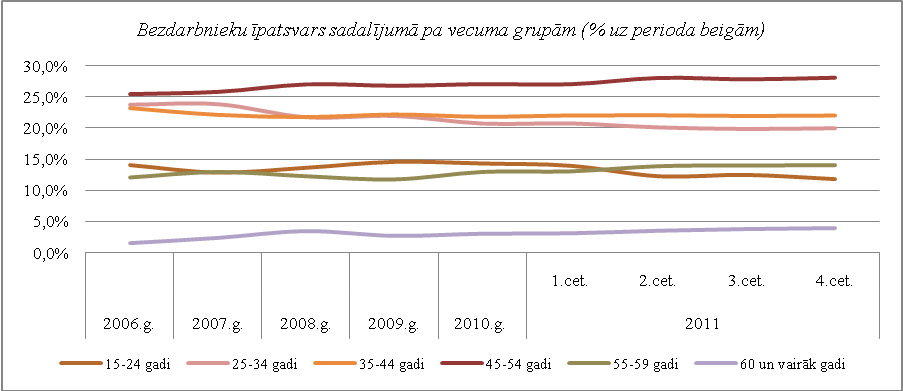 Bezdarbnieku īpatsvars sadalījumā pa vecuma grupām (% uz perioda beigām)
30,0%
25,0%
20,0%
15,0%
10,0%
5,0%
0,0%
1.cet. 2.cet. 3.cet. 4.cet.
2006.g. 2007.g. 2008.g. 2009.g. 2010.g. 2011
15-24 gadi 25-34 gadi 35-44 gadi 45-54 gadi 55-59 gadi 60 un vairāk gadi